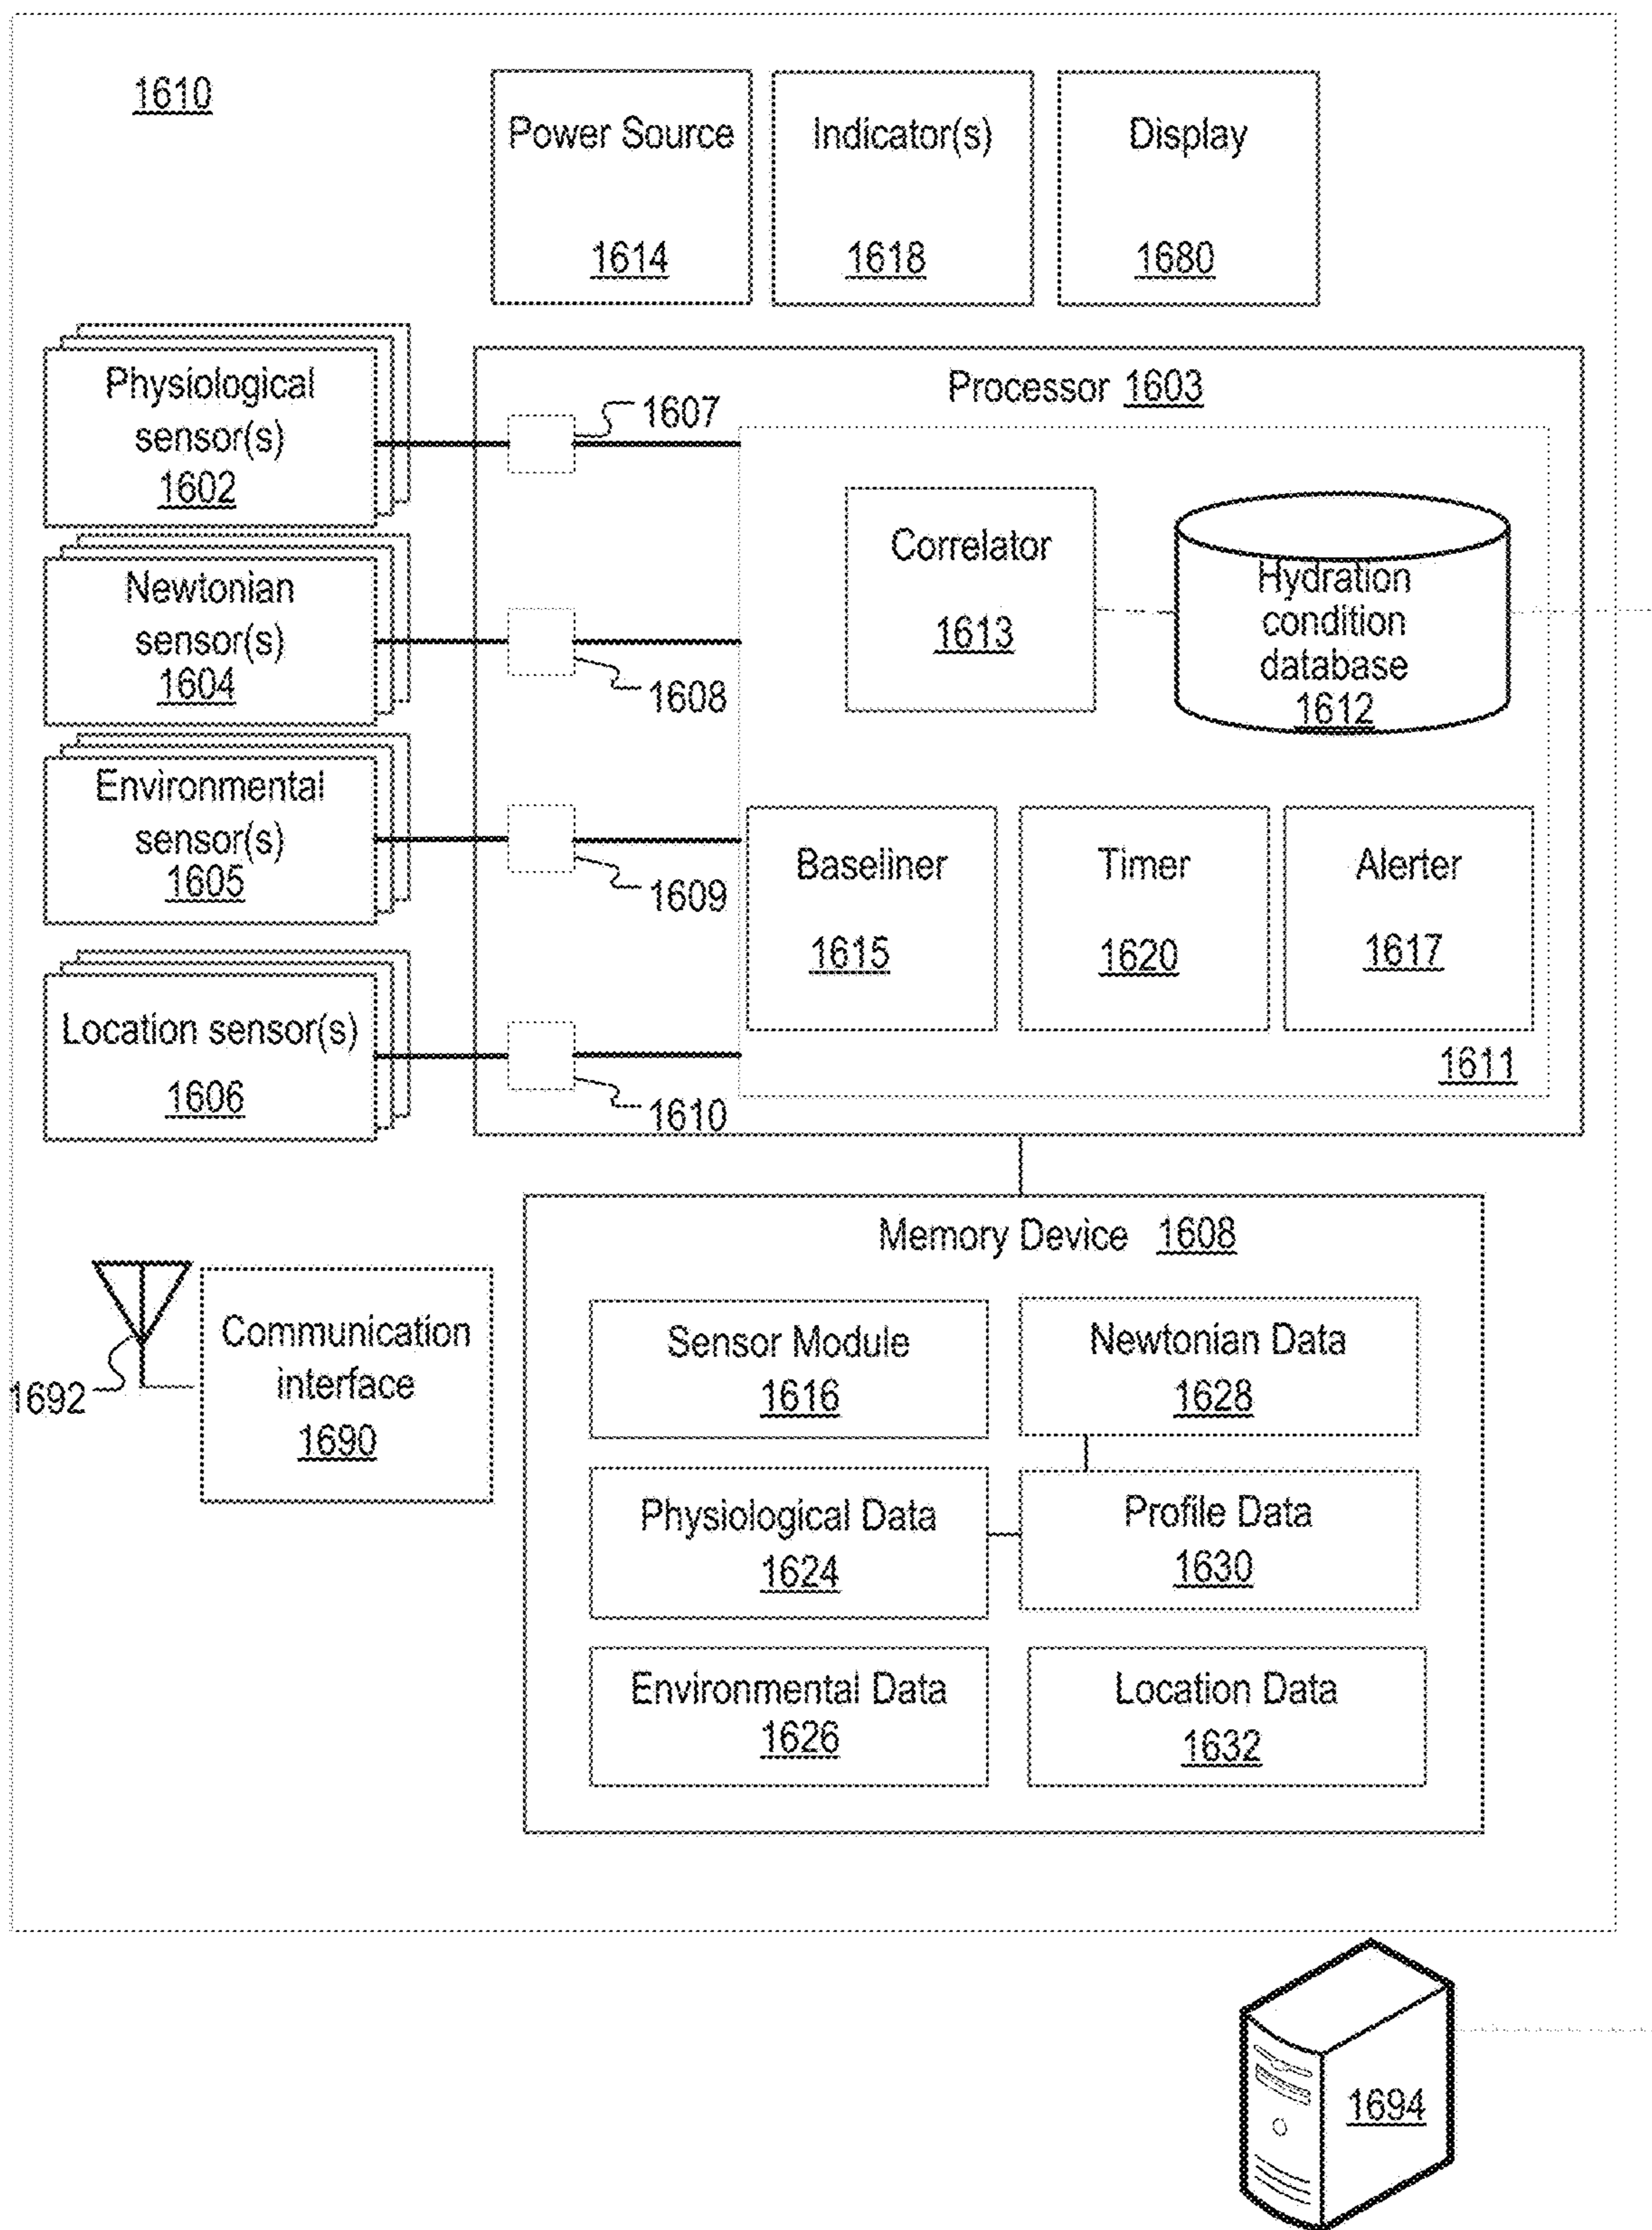 1610
Power Source
1614
Indicator(s)
1618
Display
1680
Physiological
sensor(s)
1602
Newtonian
sensor(s)
1604
Environmental
sensor(s)
1605
Location sensor(s)
1606
Processor 1603
1607
1608
1609
1610
Correlator
1613
Hydration
condition
database
1612
Baseliner
1615
Timer
1620
Alerter
1617
1611
Memory Device 1608
Sensor Module
1616
Newtonian Data
1628
Physiological Data
1624
Profile Data
1630
Environmental Data
1626
Location Data
1632
1692
Communication
interface
1690
1694